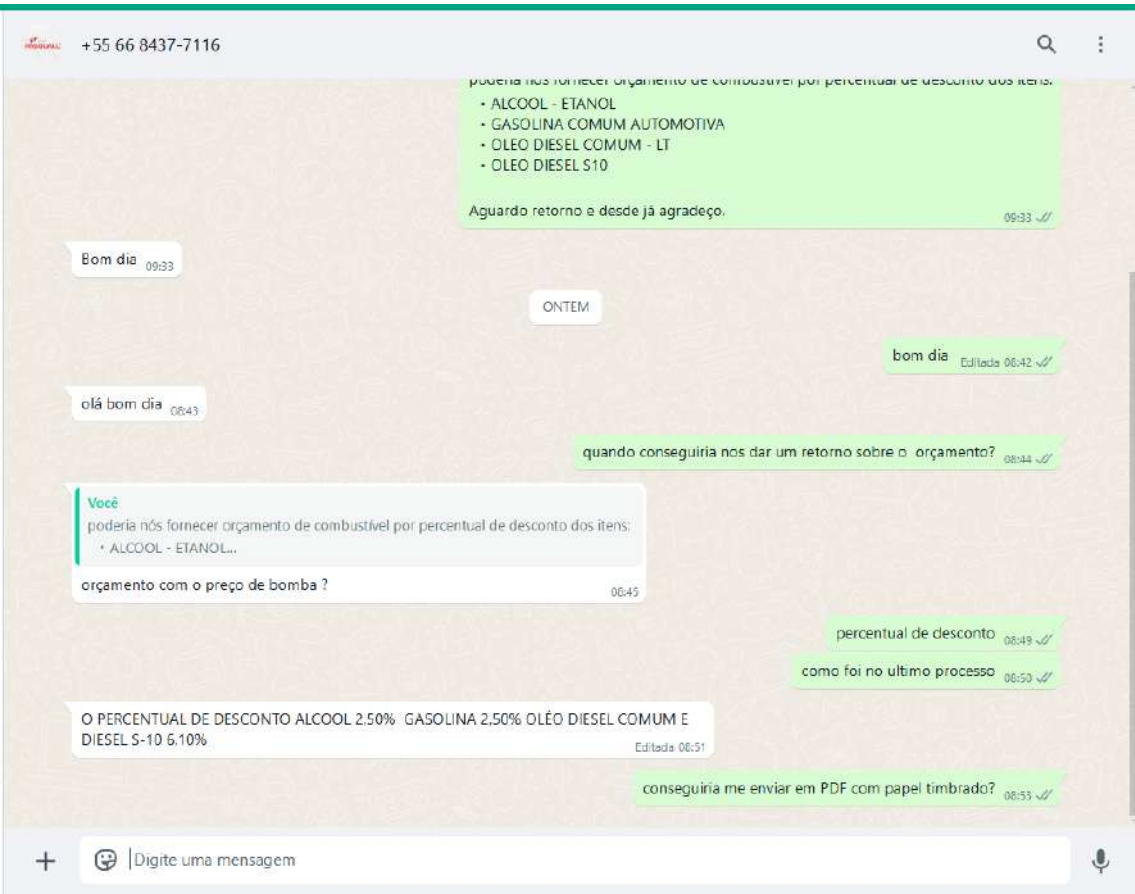 +55 66 8437-7116
poderia nos fornecer orçamento de combustível por percentual de desconto dos itens:
• ALCOOL - ETANOL
• GASOLINA COMUM AUTOMOTIVA
• OLEO DIESEL COMUM - LT
• OLEO DIESEL S10
Aguardo retorno e desde já agradeço.
09:33
Bom dia 09:33
ONTEM
bom dia Editada 08:42
olá bom dia 08:43
quando conseguiria nos dar um retorno sobre o orçamento? 08:44
Você
poderia nós fornecer orçamento de combustível por percentual de desconto dos itens:
• ALCOOL - ETANOL...
orçamento com o preço de bomba ? 08:45
percentual de desconto 08:49
como foi no ultimo processo 08:50
O PERCENTUAL DE DESCONTO ALCOOL 2,50% GASOLINA 2,50% OLÉO DIESEL COMUM E
DIESEL S-10 6,10%
Editada 08:51
conseguiria me enviar em PDF com papel timbrado? 08:53
Digite uma mensagem